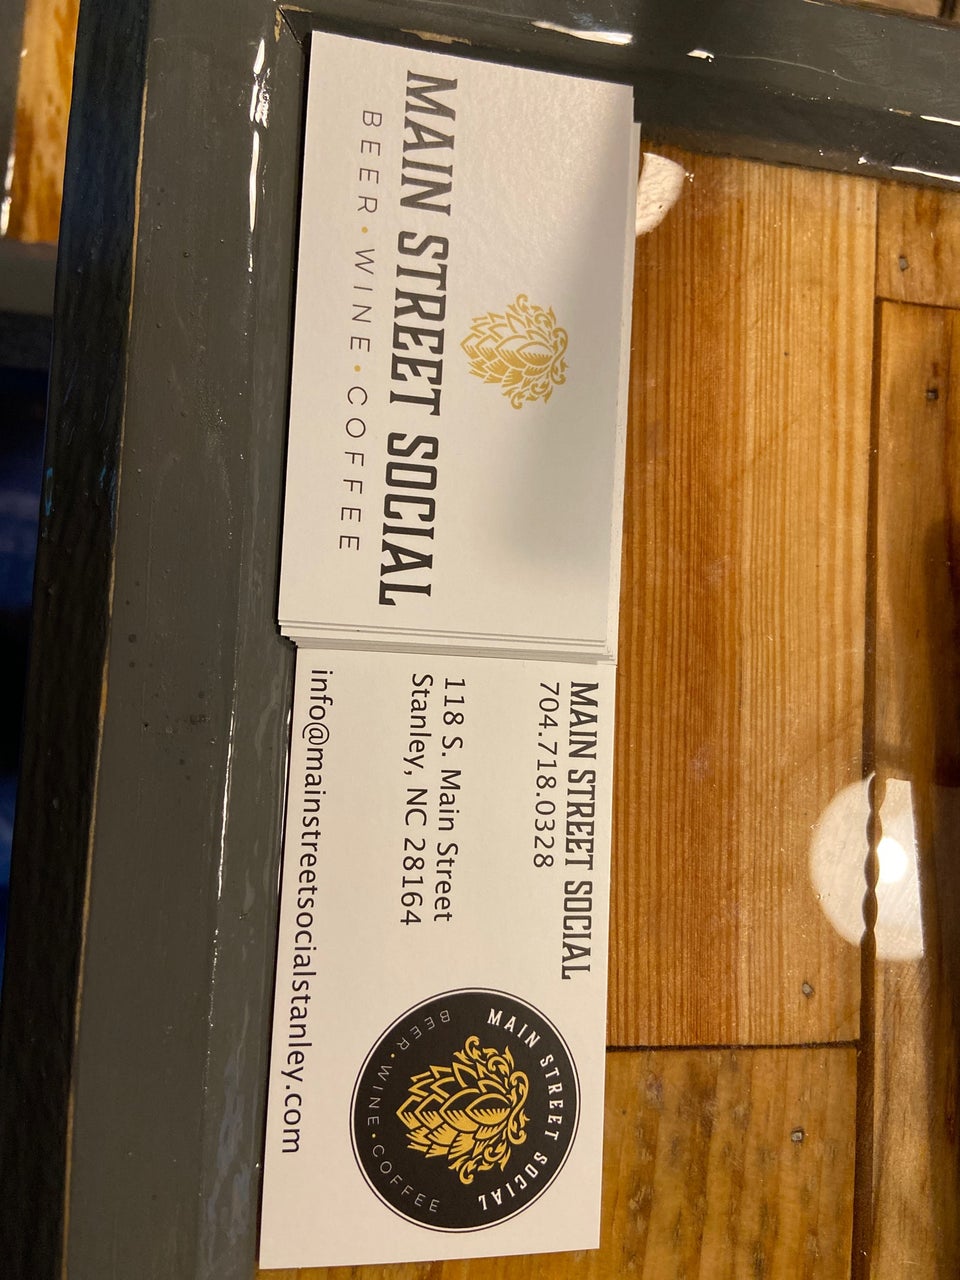 MAIN STREET SOCIAL
BEER • WINE • COFFEE
MAIN STREET SOCIAL
704.718.0328
118 S. Main Street
Stanley, NC 28164
info@mainstreetsocialstanley.com
MAIN STREET SOCIAL
BEER • WINE • COFFEE